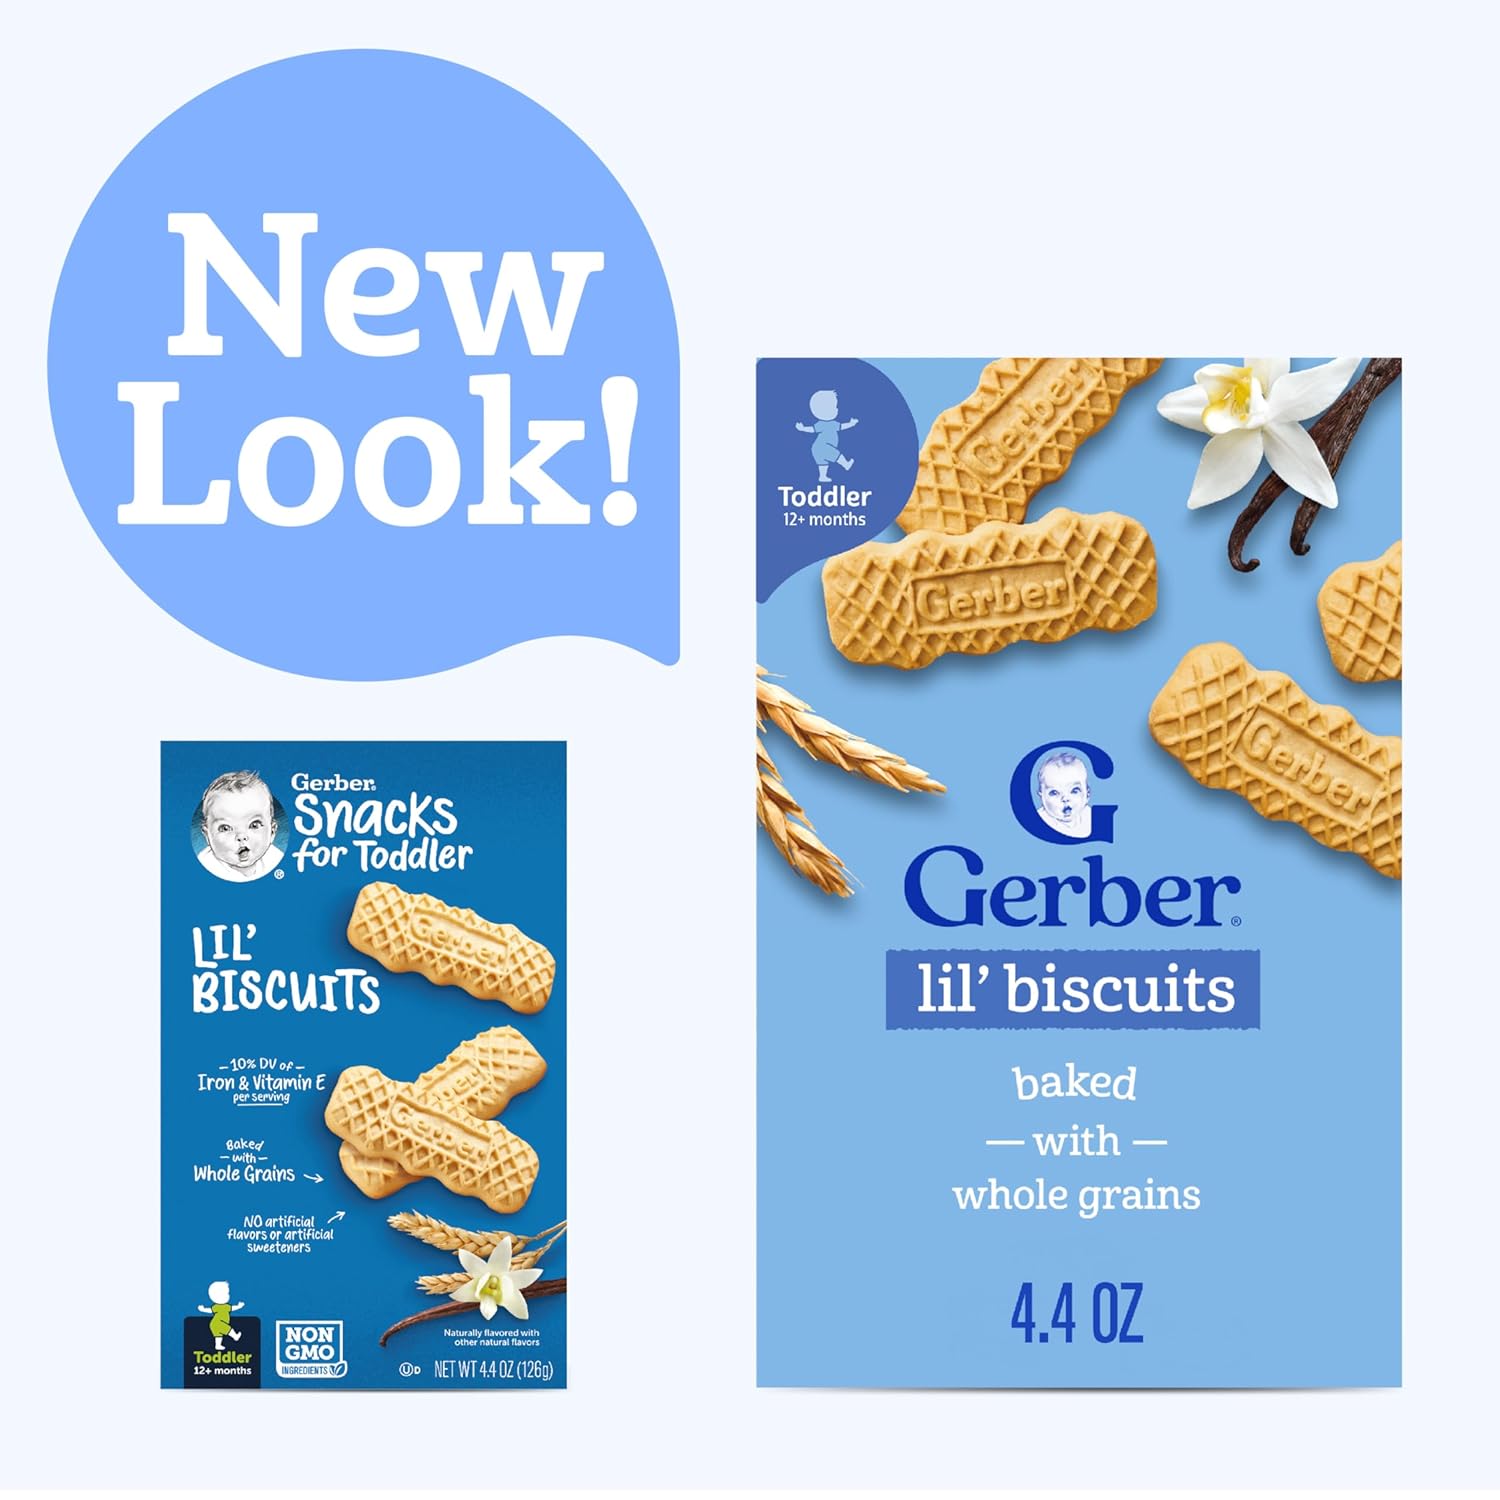 New
Look!
Gerber®
Snacks
for Toddler
®
LIL'
BISCUITS
Gerber
Gerber
Gerber
– 10% DV of –
Iron & Vitamin E
per serving
Baked
– with –
Whole Grains
NO artificial
flavors or artificial
sweeteners
Toddler
12+ months
NON
GMO
INGREDIENTS
Naturally flavored with
other natural flavors
U D NET WT 4.4 OZ (126g)
Toddler
12+ months
Gerber
Gerber
Gerber
G
Gerber®
lil' biscuits
baked
— with —
whole grains
4.4 OZ